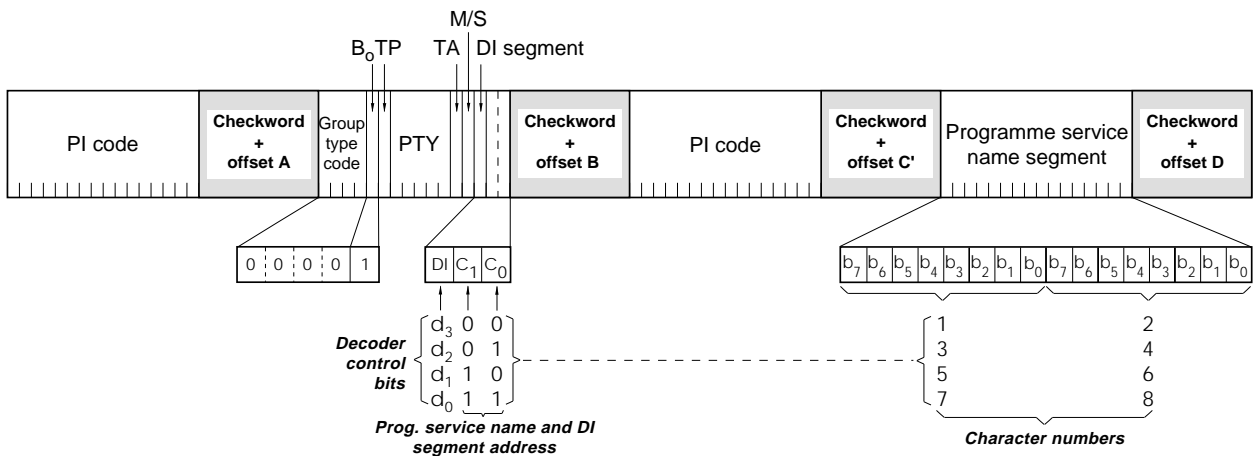 M/S
BoTP TA DI segment
PI code
Checkword
+
offset A
Group
type
code
PTY
Checkword
+
offset B
PI code
Checkword
+
offset C'
Programme service
name segment
Checkword
+
offset D
0 0 0 0 1
DI C1 C0
b7 b6 b5 b4 b3 b2 b1 b0 b7 b6 b5 b4 b3 b2 b1 b0
Decoder
control
bits
d3 0 0
d2 0 1
d1 1 0
d0 1 1
1 2
3 4
5 6
7 8
Prog. service name and DI
segment address
Character numbers